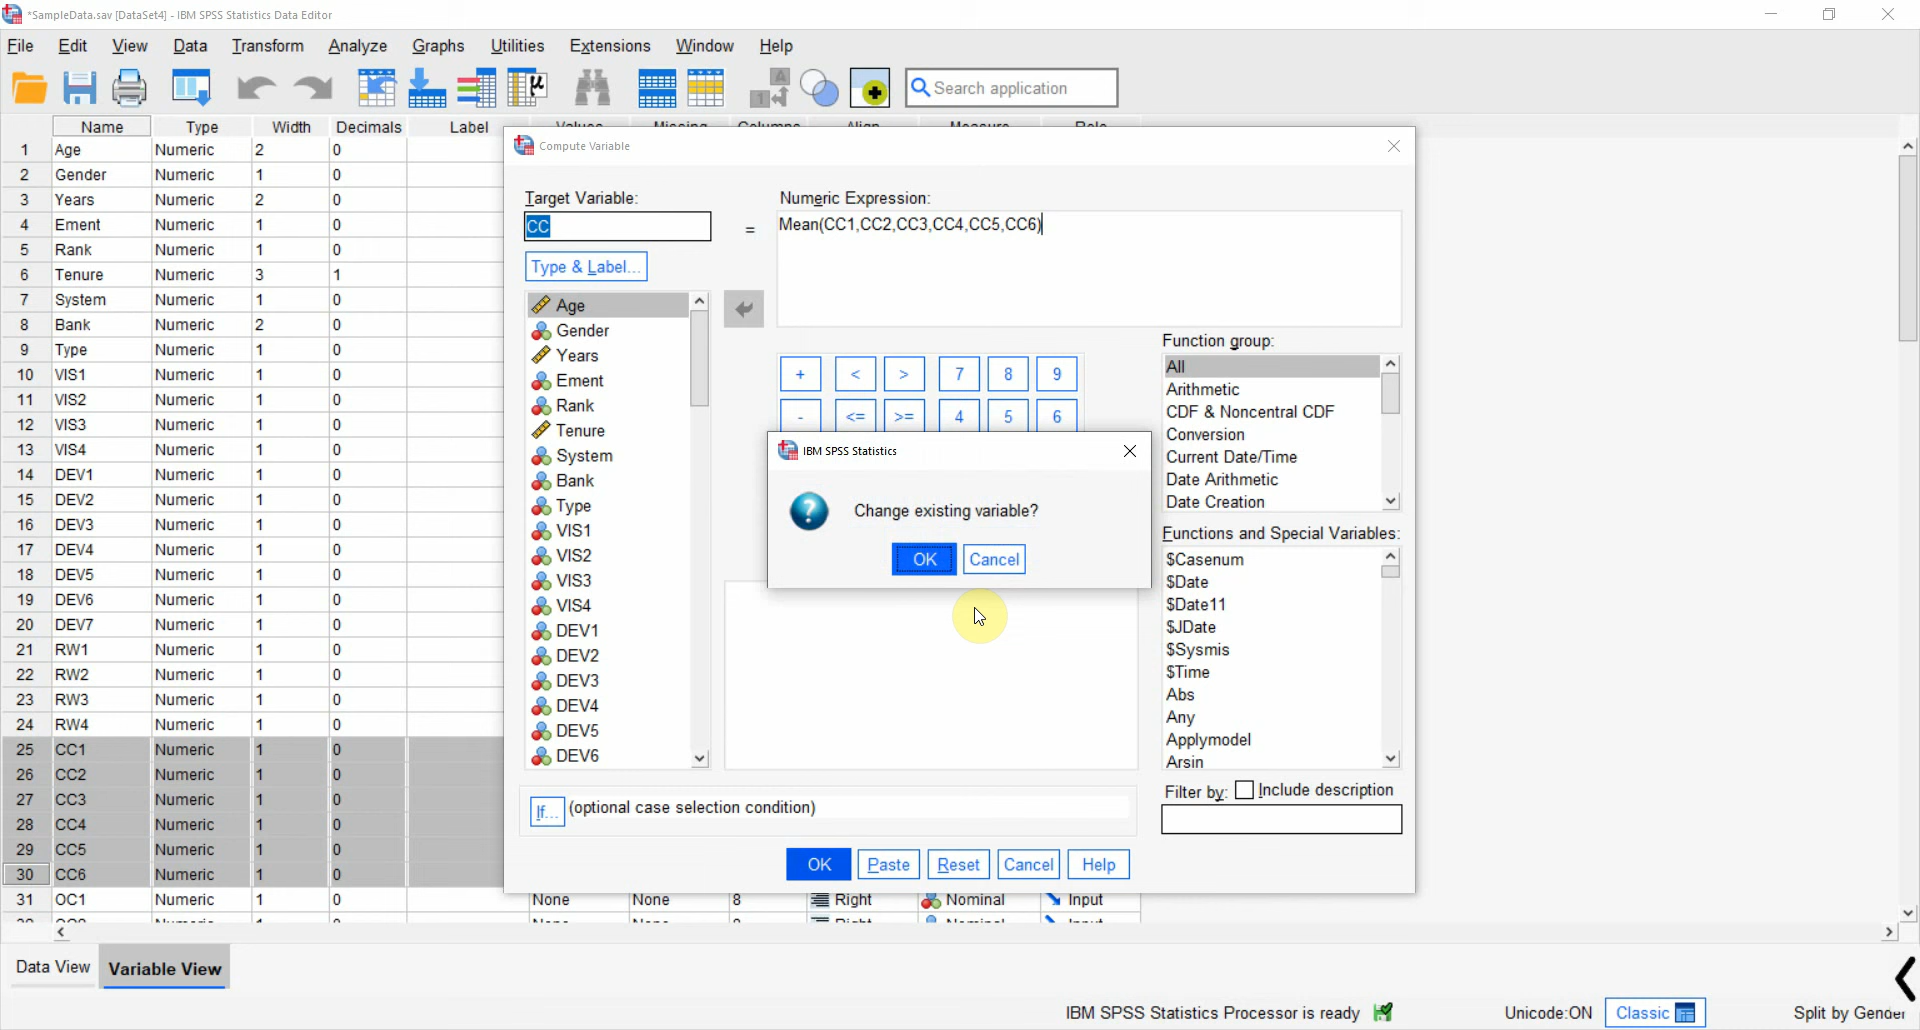 *SampleData.sav [DataSet4] - IBM SPSS Statistics Data Editor
File Edit View Data Transform Analyze Graphs Utilities Extensions Window Help
Search application
Name Type Width Decimals Label Values Missing Columns Align Measure Role
1 Age Numeric 2 0
2 Gender Numeric 1 0
3 Years Numeric 2 0
4 Ement Numeric 1 0
5 Rank Numeric 1 0
6 Tenure Numeric 3 1
7 System Numeric 1 0
8 Bank Numeric 2 0
9 Type Numeric 1 0
10 VIS1 Numeric 1 0
11 VIS2 Numeric 1 0
12 VIS3 Numeric 1 0
13 VIS4 Numeric 1 0
14 DEV1 Numeric 1 0
15 DEV2 Numeric 1 0
16 DEV3 Numeric 1 0
17 DEV4 Numeric 1 0
18 DEV5 Numeric 1 0
19 DEV6 Numeric 1 0
20 DEV7 Numeric 1 0
21 RW1 Numeric 1 0
22 RW2 Numeric 1 0
23 RW3 Numeric 1 0
24 RW4 Numeric 1 0
25 CC1 Numeric 1 0
26 CC2 Numeric 1 0
27 CC3 Numeric 1 0
28 CC4 Numeric 1 0
29 CC5 Numeric 1 0
30 CC6 Numeric 1 0
31 OC1 Numeric 1 0 None None 8 Right Nominal Input
Compute Variable
Target Variable:
CC
=
Type & Label...
Numeric Expression:
Mean(CC1,CC2,CC3,CC4,CC5,CC6)
Age
Gender
Years
Ement
Rank
Tenure
System
Bank
Type
VIS1
VIS2
VIS3
VIS4
DEV1
DEV2
DEV3
DEV4
DEV5
DEV6
+ < > 7 8 9
- <= >= 4 5 6
IBM SPSS Statistics
Change existing variable?
OK Cancel
Function group:
All
Arithmetic
CDF & Noncentral CDF
Conversion
Current Date/Time
Date Arithmetic
Date Creation
Functions and Special Variables:
$Casenum
$Date
$Date11
$JDate
$Sysmis
$Time
Abs
Any
Applymodel
Arsin
Filter by: Include description
If... (optional case selection condition)
OK Paste Reset Cancel Help
Data View Variable View
IBM SPSS Statistics Processor is ready Unicode:ON Classic Split by Gender